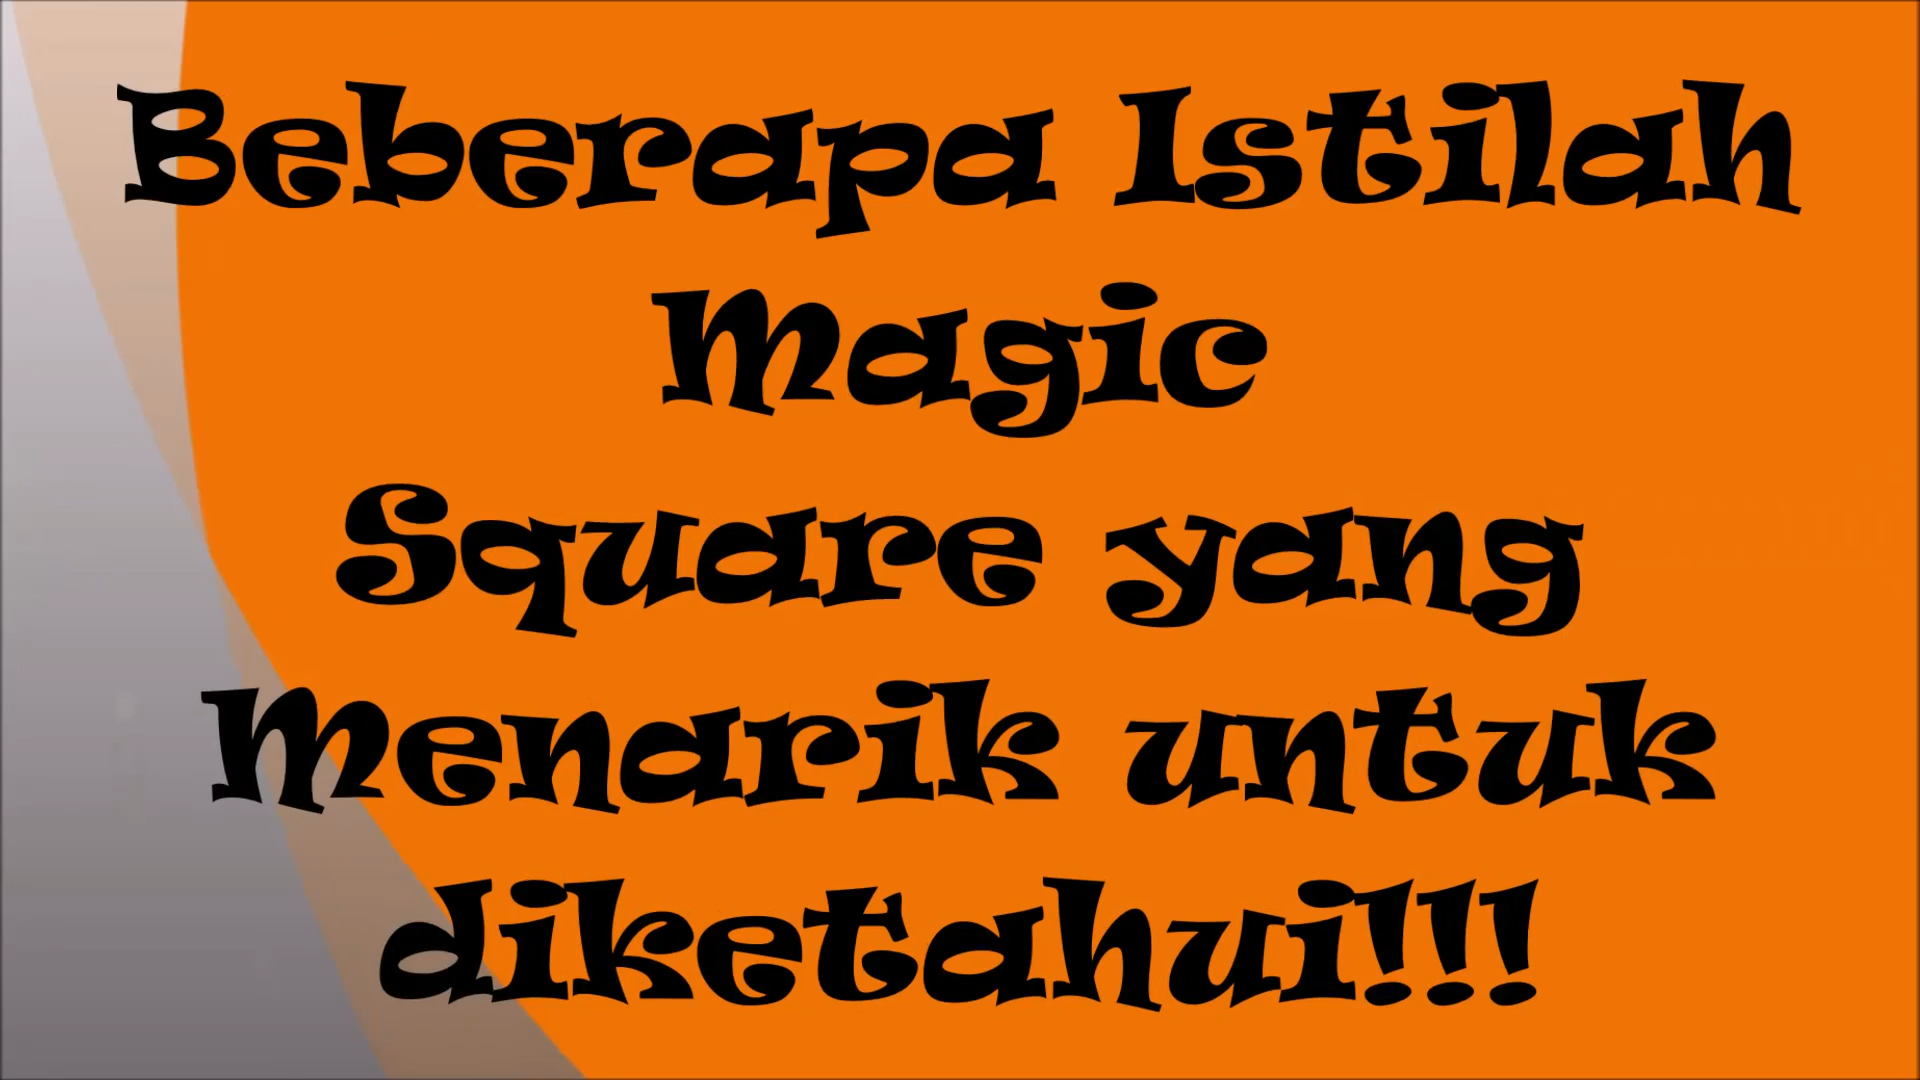 Beberapa Istilah
Magic
Square yang
Menarik untuk
diketahui!!!